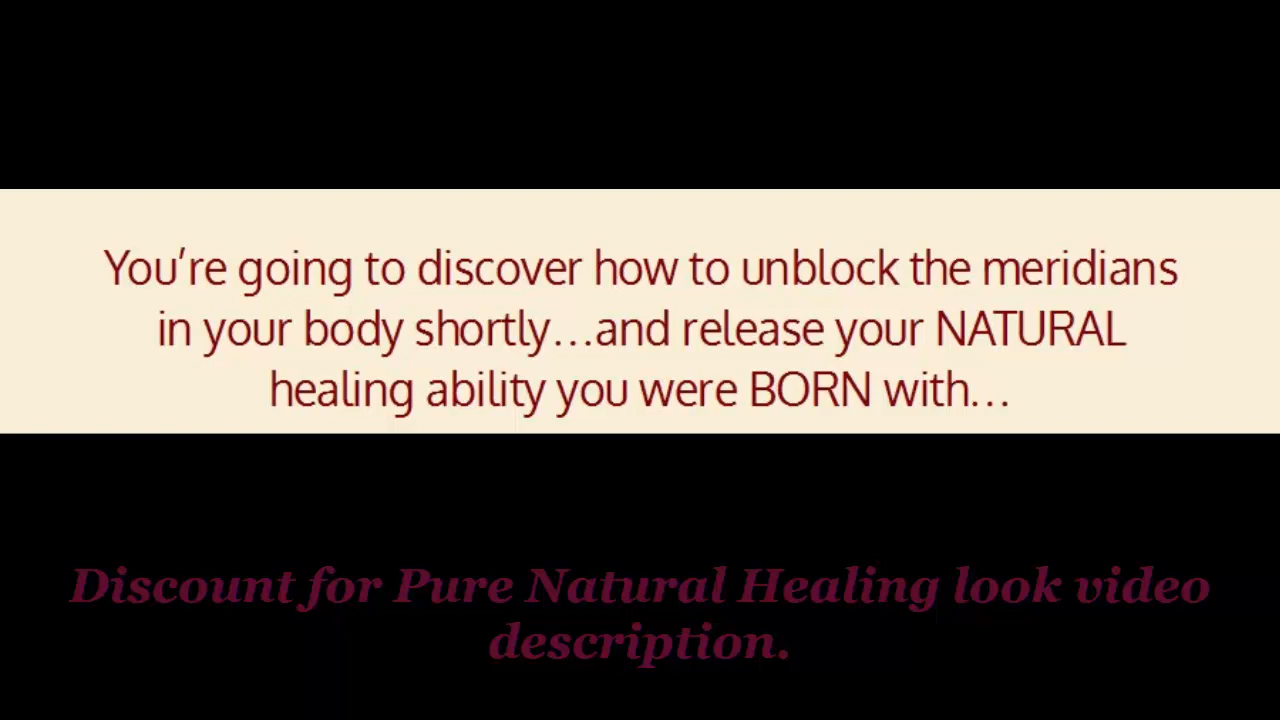 You’re going to discover how to unblock the meridians
in your body shortly…and release your NATURAL
healing ability you were BORN with…
Discount for Pure Natural Healing look video
description.